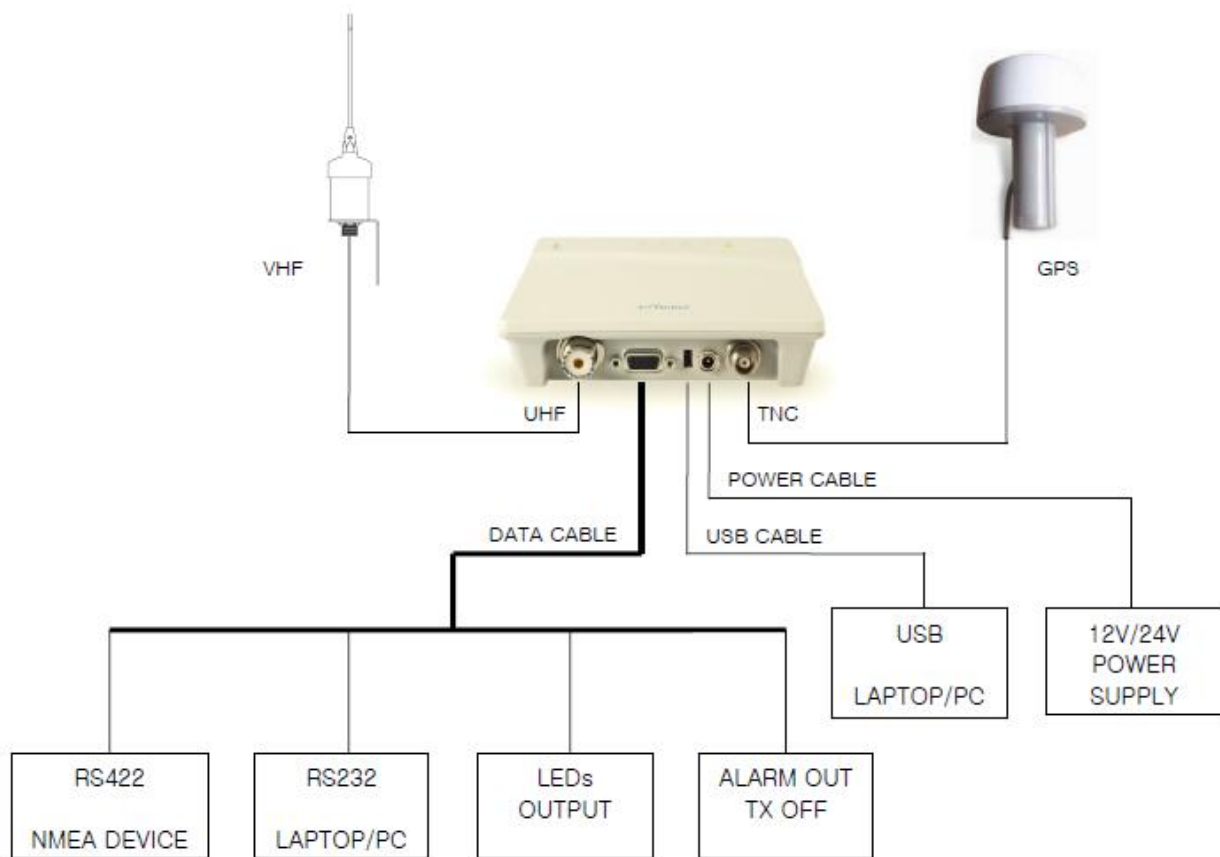 VHF
GPS
UHF
TNC
POWER CABLE
DATA CABLE
USB CABLE
USB
LAPTOP/PC
12V/24V
POWER
SUPPLY
RS422
NMEA DEVICE
RS232
LAPTOP/PC
LEDs
OUTPUT
ALARM OUT
TX OFF